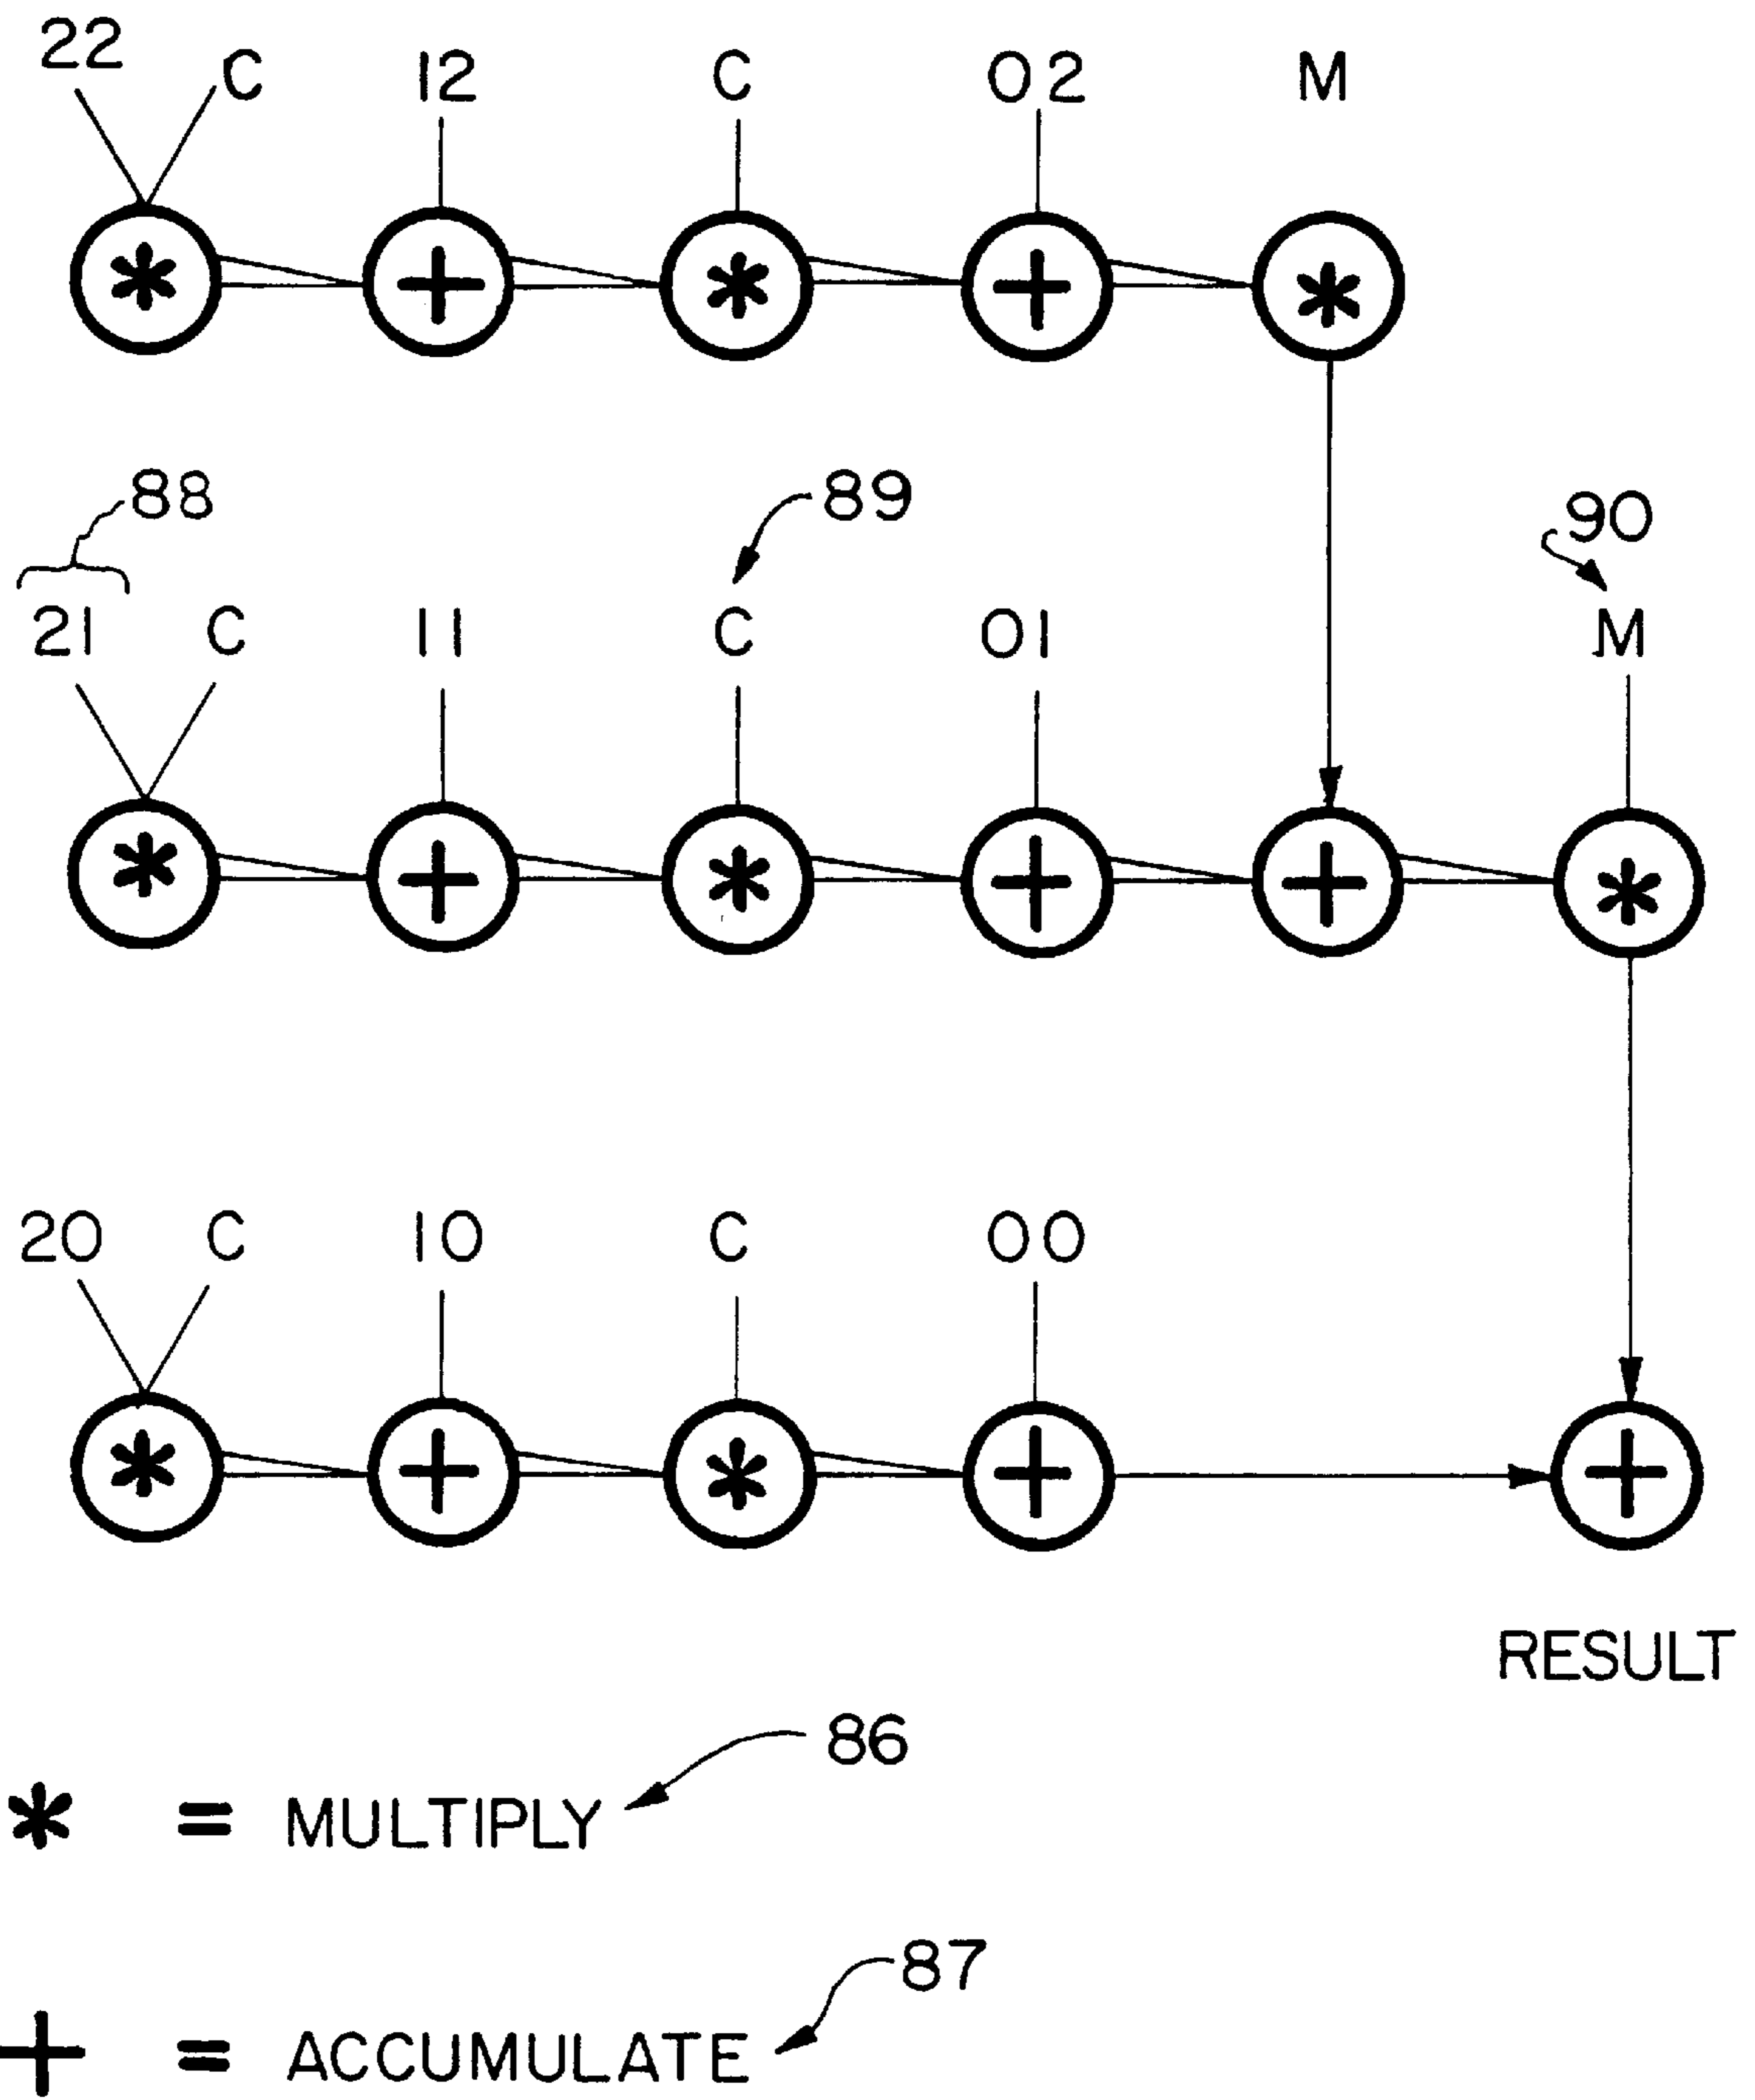 22 C 12 C 02 M
* + * + *
88 89 90
21 C 11 C 01 M
* + * + + *
20 C 10 C 00
* + * + +
RESULT
86
* = MULTIPLY
87
+ = ACCUMULATE